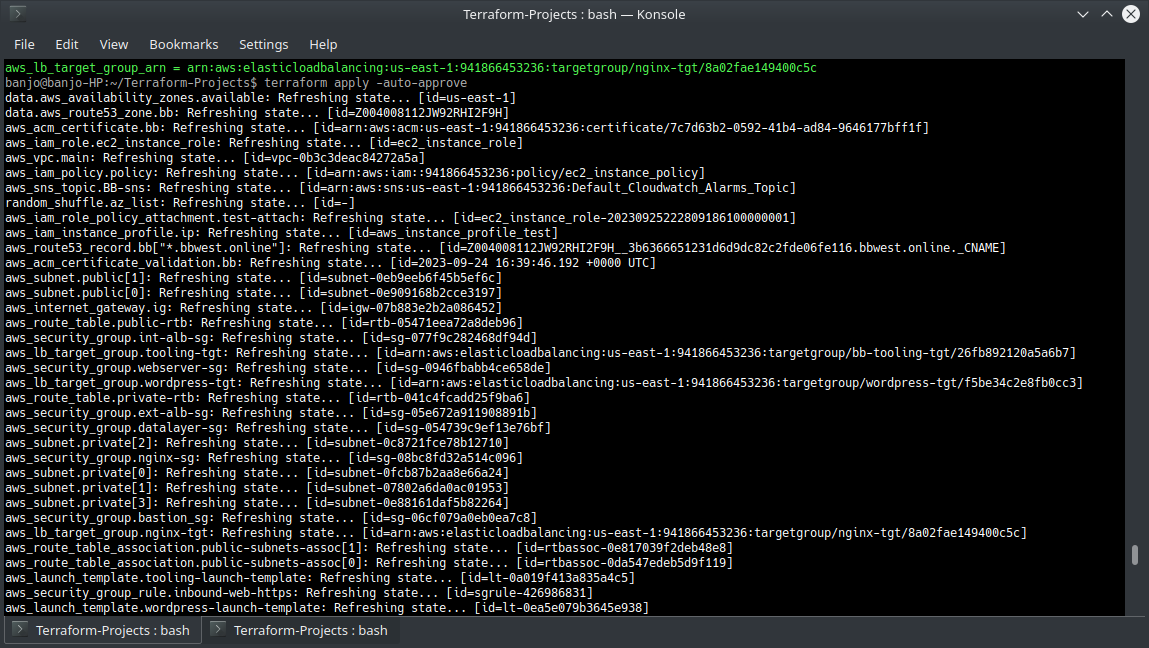 Terraform-Projects : bash — Konsole
File Edit View Bookmarks Settings Help
aws_lb_target_group_arn = arn:aws:elasticloadbalancing:us-east-1:941866453236:targetgroup/nginx-tgt/8a02fae149400c5c
banjo@banjo-HP:~/Terraform-Projects$ terraform apply -auto-approve
data.aws_availability_zones.available: Refreshing state... [id=us-east-1]
data.aws_route53_zone.bb: Refreshing state... [id=Z004008112JW92RHI2F9H]
aws_acm_certificate.bb: Refreshing state... [id=arn:aws:acm:us-east-1:941866453236:certificate/7c7d63b2-0592-41b4-ad84-9646177bff1f]
aws_iam_role.ec2_instance_role: Refreshing state... [id=ec2_instance_role]
aws_vpc.main: Refreshing state... [id=vpc-0b3c3deac84272a5a]
aws_iam_policy.policy: Refreshing state... [id=arn:aws:iam::941866453236:policy/ec2_instance_policy]
aws_sns_topic.BB-sns: Refreshing state... [id=arn:aws:sns:us-east-1:941866453236:Default_Cloudwatch_Alarms_Topic]
random_shuffle.az_list: Refreshing state... [id=-]
aws_iam_role_policy_attachment.test-attach: Refreshing state... [id=ec2_instance_role-20230925222809186100000001]
aws_iam_instance_profile.ip: Refreshing state... [id=aws_instance_profile_test]
aws_route53_record.bb["*.bbwest.online"]: Refreshing state... [id=Z004008112JW92RHI2F9H__3b6366651231d6d9dc82c2fde06fe116.bbwest.online._CNAME]
aws_acm_certificate_validation.bb: Refreshing state... [id=2023-09-24 16:39:46.192 +0000 UTC]
aws_subnet.public[1]: Refreshing state... [id=subnet-0eb9eeb6f45b5ef6c]
aws_subnet.public[0]: Refreshing state... [id=subnet-0e909168b2cce3197]
aws_internet_gateway.ig: Refreshing state... [id=igw-07b883e2b2a086452]
aws_route_table.public-rtb: Refreshing state... [id=rtb-05471eea72a8deb96]
aws_security_group.int-alb-sg: Refreshing state... [id=sg-077f9c282468df94d]
aws_lb_target_group.tooling-tgt: Refreshing state... [id=arn:aws:elasticloadbalancing:us-east-1:941866453236:targetgroup/bb-tooling-tgt/26fb892120a5a6b7]
aws_security_group.webserver-sg: Refreshing state... [id=sg-0946fbabb4ce658de]
aws_lb_target_group.wordpress-tgt: Refreshing state... [id=arn:aws:elasticloadbalancing:us-east-1:941866453236:targetgroup/wordpress-tgt/f5be34c2e8fb0cc3]
aws_route_table.private-rtb: Refreshing state... [id=rtb-041c4fcadd25f9ba6]
aws_security_group.ext-alb-sg: Refreshing state... [id=sg-05e672a911908891b]
aws_security_group.datalayer-sg: Refreshing state... [id=sg-054739c9ef13e76bf]
aws_subnet.private[2]: Refreshing state... [id=subnet-0c8721fce78b12710]
aws_security_group.nginx-sg: Refreshing state... [id=sg-08bc8fd32a514c096]
aws_subnet.private[0]: Refreshing state... [id=subnet-0fcb87b2aa8e66a24]
aws_subnet.private[1]: Refreshing state... [id=subnet-07802a6da0ac01953]
aws_subnet.private[3]: Refreshing state... [id=subnet-0e88161daf5b82264]
aws_security_group.bastion_sg: Refreshing state... [id=sg-06cf079a0eb0ea7c8]
aws_lb_target_group.nginx-tgt: Refreshing state... [id=arn:aws:elasticloadbalancing:us-east-1:941866453236:targetgroup/nginx-tgt/8a02fae149400c5c]
aws_route_table_association.public-subnets-assoc[1]: Refreshing state... [id=rtbassoc-0e817039f2deb48e8]
aws_route_table_association.public-subnets-assoc[0]: Refreshing state... [id=rtbassoc-0da547edeb5d9f119]
aws_launch_template.tooling-launch-template: Refreshing state... [id=lt-0a019f413a835a4c5]
aws_security_group_rule.inbound-web-https: Refreshing state... [id=sgrule-426986831]
aws_launch_template.wordpress-launch-template: Refreshing state... [id=lt-0ea5e079b3645e938]
Terraform-Projects : bash Terraform-Projects : bash